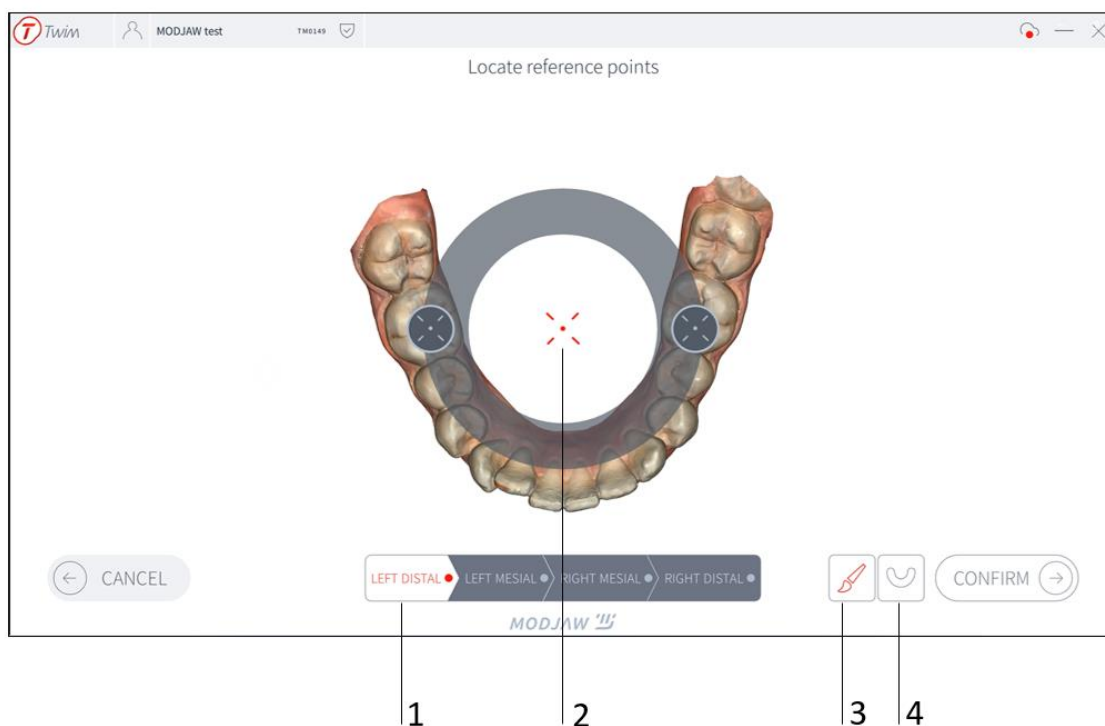 Twim MODJAW test TM0149
Locate reference points
CANCEL LEFT DISTAL LEFT MESIAL RIGHT MESIAL RIGHT DISTAL CONFIRM
MODJAW
1 2 3 4